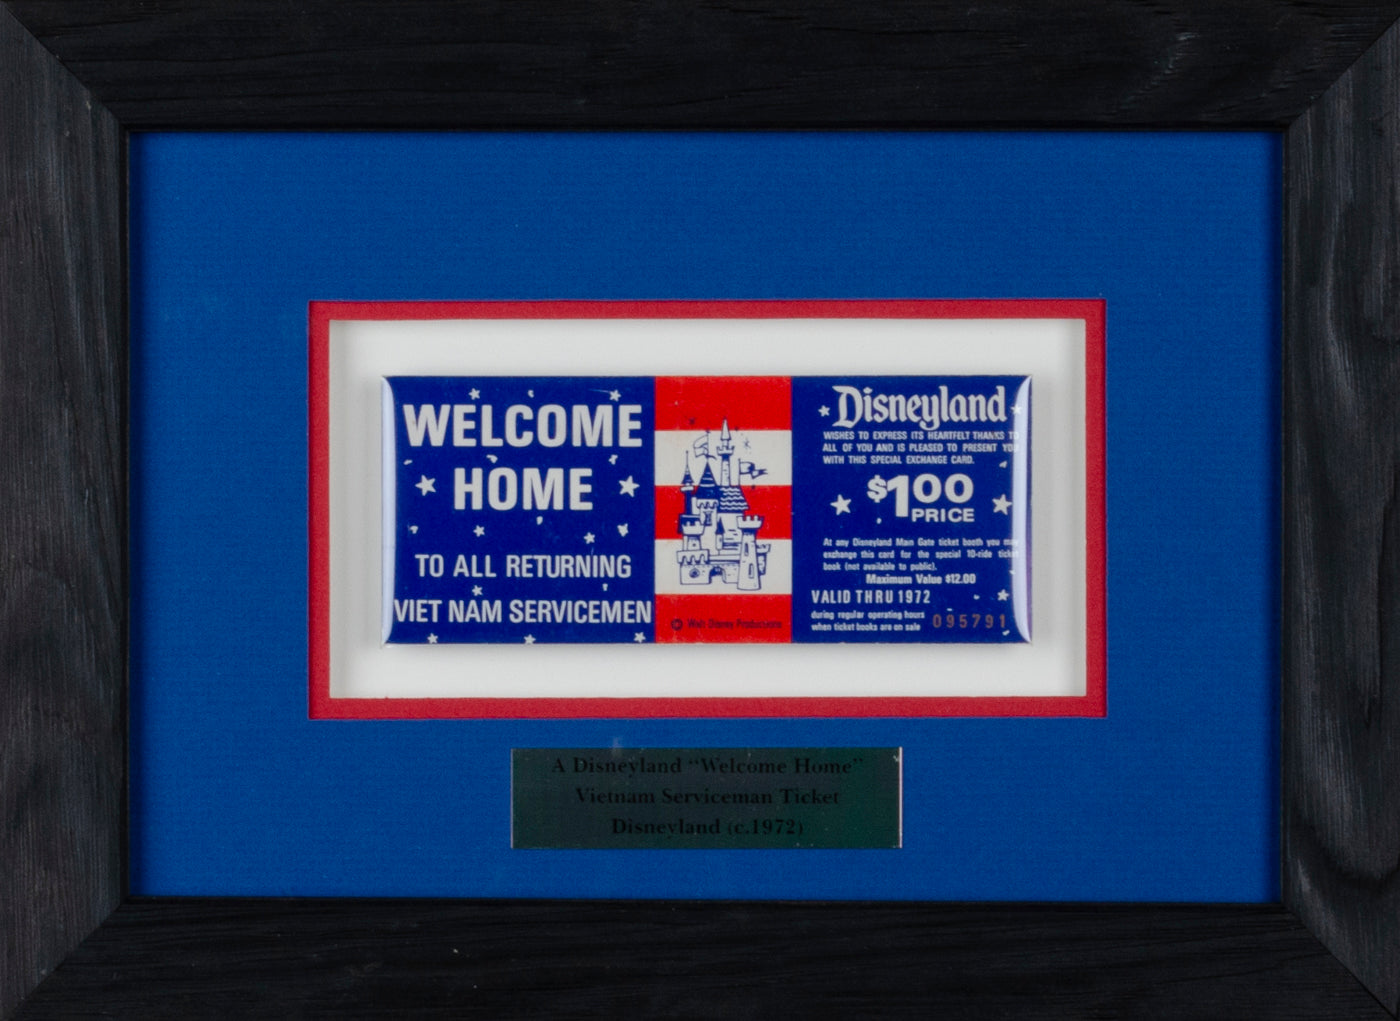 WELCOME
HOME
TO ALL RETURNING
VIET NAM SERVICEMEN
Walt Disney Productions
Disneyland
WISHES TO EXPRESS ITS HEARTFELT THANKS TO
ALL OF YOU AND IS PLEASED TO PRESENT YOU
WITH THIS SPECIAL EXCHANGE CARD.
$100
PRICE
At any Disneyland Main Gate ticket booth you may
exchange this card for the special 10-ride ticket
book (not available to public).
Maximum Value $12.00
VALID THRU 1972
during regular operating hours
when ticket books are on sale
095791
A Disneyland “Welcome Home”
Vietnam Serviceman Ticket
Disneyland (c.1972)